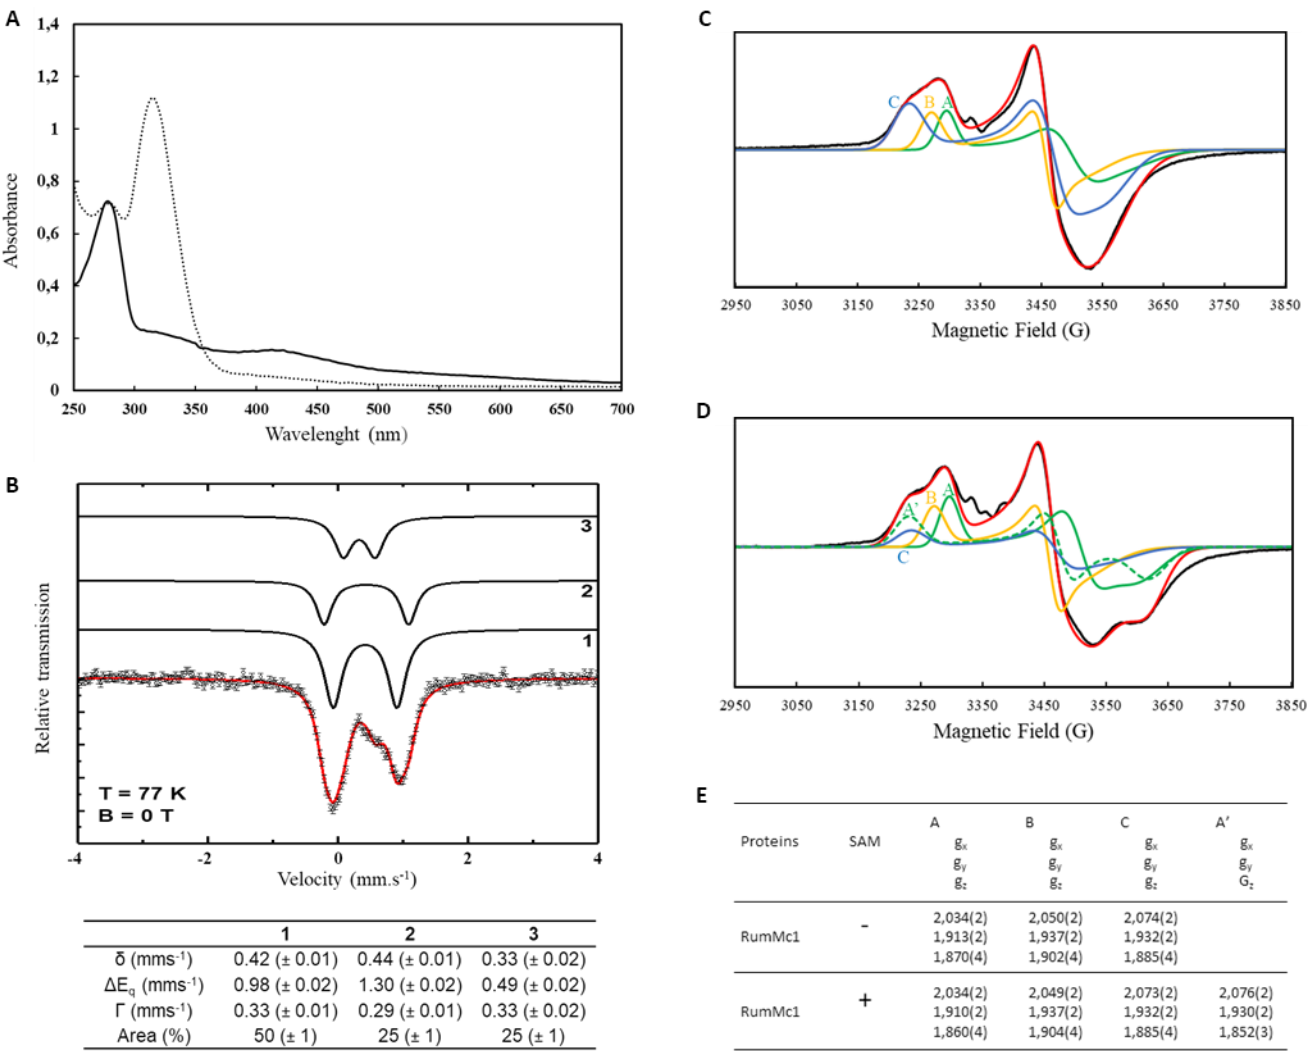 A
1,4
1,2
1
0,8
0,6
0,4
0,2
0
Absorbance
250 300 350 400 450 500 550 600 650 700
Wavelenght (nm)
B
3
2
1
Relative transmission
T = 77 K
B = 0 T
-4 -2 0 2 4
Velocity (mm.s-1)
1 2 3
δ (mms-1) 0.42 (± 0.01) 0.44 (± 0.01) 0.33 (± 0.02)
ΔEq (mms-1) 0.98 (± 0.02) 1.30 (± 0.02) 0.49 (± 0.02)
Γ (mms-1) 0.33 (± 0.01) 0.29 (± 0.01) 0.33 (± 0.02)
Area (%) 50 (± 1) 25 (± 1) 25 (± 1)
C
C B A
2950 3050 3150 3250 3350 3450 3550 3650 3750 3850
Magnetic Field (G)
D
A' B A
C
2950 3050 3150 3250 3350 3450 3550 3650 3750 3850
Magnetic Field (G)
E
A B C A'
Proteins SAM gx gx gx gx
gy gy gy gy
gz gz gz Gz
2,034(2) 2,050(2) 2,074(2)
RumMc1 - 1,913(2) 1,937(2) 1,932(2)
1,870(4) 1,902(4) 1,885(4)
2,034(2) 2,049(2) 2,073(2) 2,076(2)
RumMc1 + 1,910(2) 1,937(2) 1,932(2) 1,930(2)
1,860(4) 1,904(4) 1,885(4) 1,852(3)